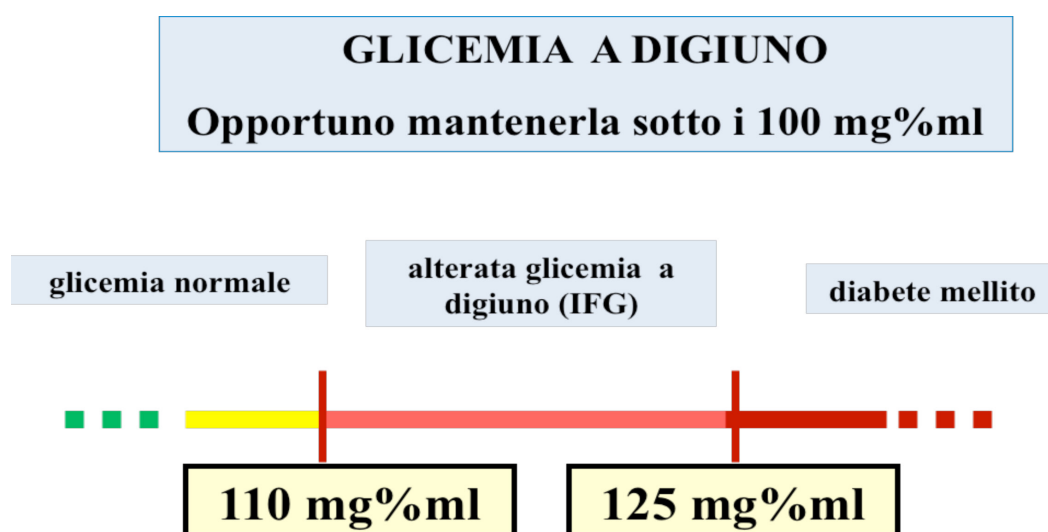 GLICEMIA A DIGIUNO
Opportuno mantenerla sotto i 100 mg%ml
glicemia normale
alterata glicemia a
digiuno (IFG)
diabete mellito
110 mg%ml
125 mg%ml